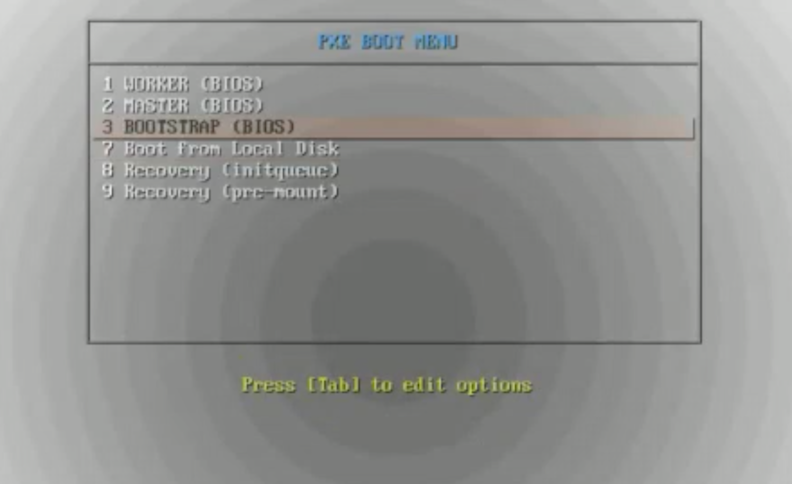 PXE BOOT MENU
1 WORKER (BIOS)
2 MASTER (BIOS)
3 BOOTSTRAP (BIOS)
7 Boot from Local Disk
8 Recovery (initqueue)
9 Recovery (pre-mount)
Press [Tab] to edit options